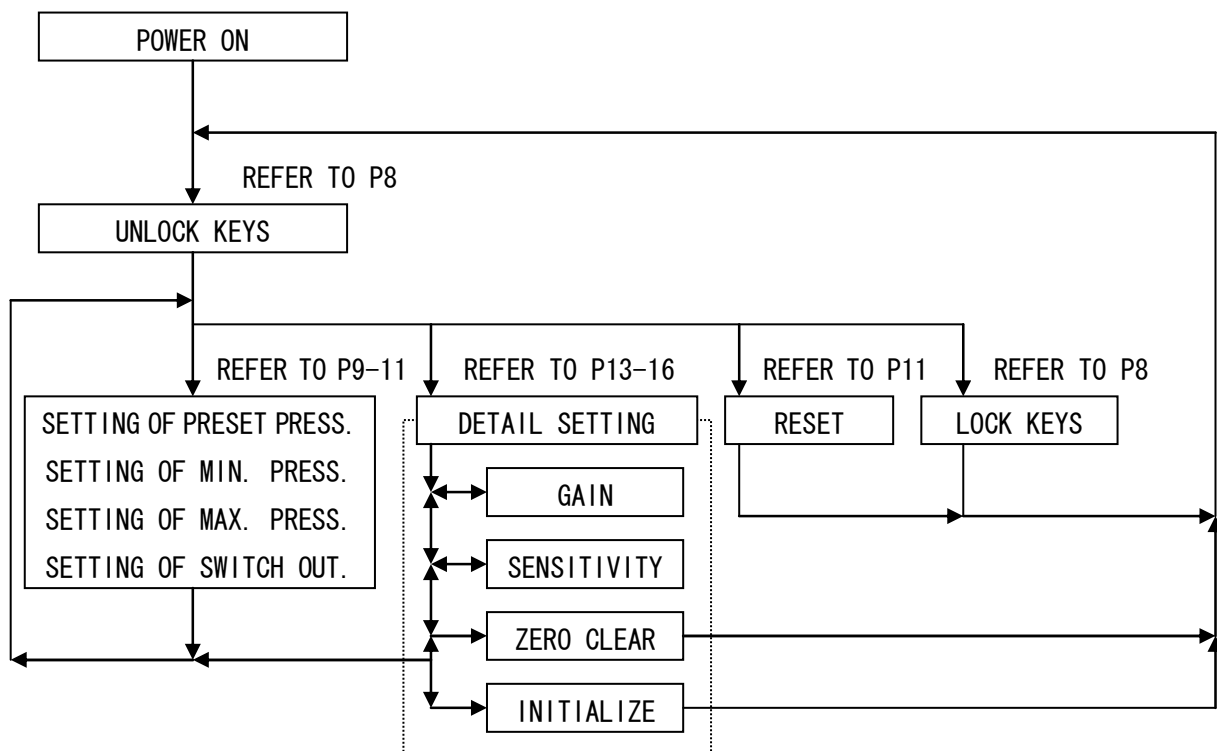 POWER ON
REFER TO P8
UNLOCK KEYS
REFER TO P9-11
REFER TO P13-16
REFER TO P11
REFER TO P8
SETTING OF PRESET PRESS.
SETTING OF MIN. PRESS.
SETTING OF MAX. PRESS.
SETTING OF SWITCH OUT.
DETAIL SETTING
GAIN
SENSITIVITY
ZERO CLEAR
INITIALIZE
RESET
LOCK KEYS